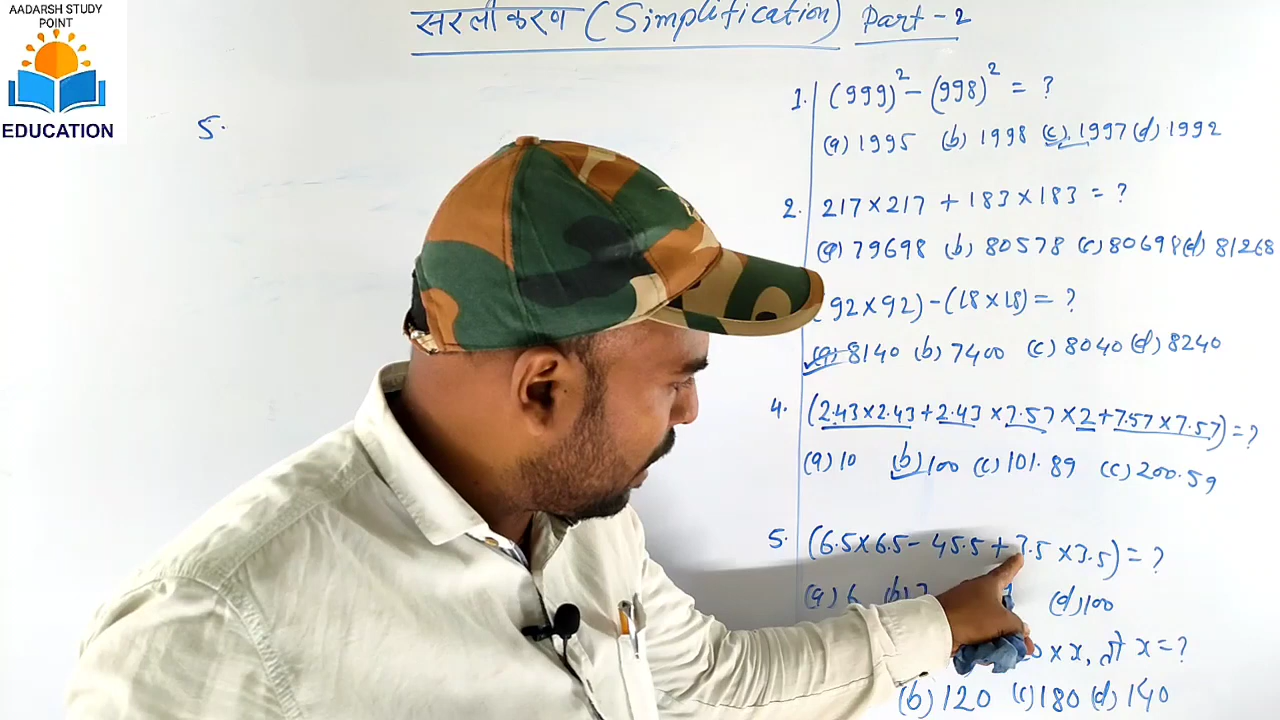 AADARSH STUDY
POINT
EDUCATION
सरलीकरण (Simplification) Part-2
5.
1. (999)² - (998)² = ?
(a) 1995 (b) 1998 (c) 1997 (d) 1992
2. 217×217 + 183×183 = ?
(a) 79698 (b) 80578 (c) 80698 (d) 81268
92×92) - (18×18) = ?
(a) 8140 (b) 7400 (c) 8040 (d) 8240
4. (2.43×2.43+2.43×7.57×2+7.57×7.57) = ?
(a) 10 (b) 100 (c) 101.89 (c) 200.59
5. (6.5×6.5-45.5+3.5×3.5) = ?
(a) 6 (b) 7 (d) 100
× x, तो x = ?
(b) 120 (c) 180 (d) 140